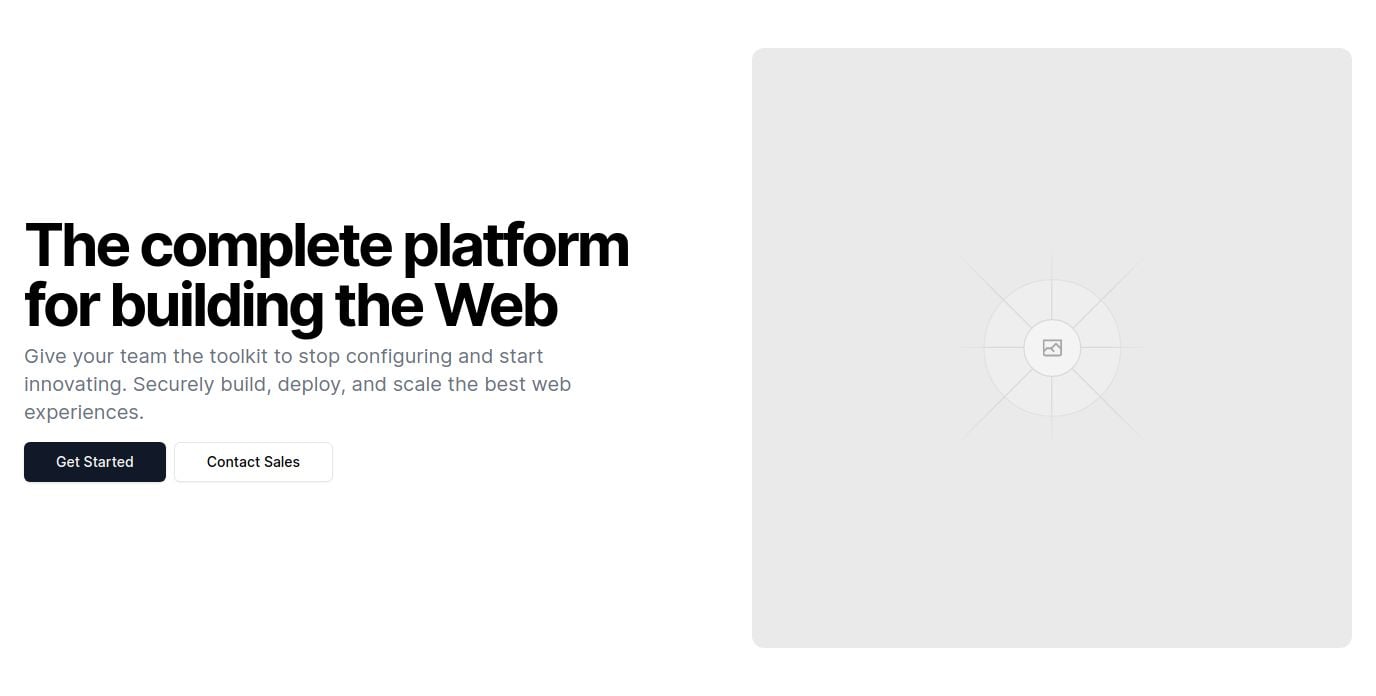 The complete platform
for building the Web
Give your team the toolkit to stop configuring and start
innovating. Securely build, deploy, and scale the best web
experiences.
Get Started
Contact Sales